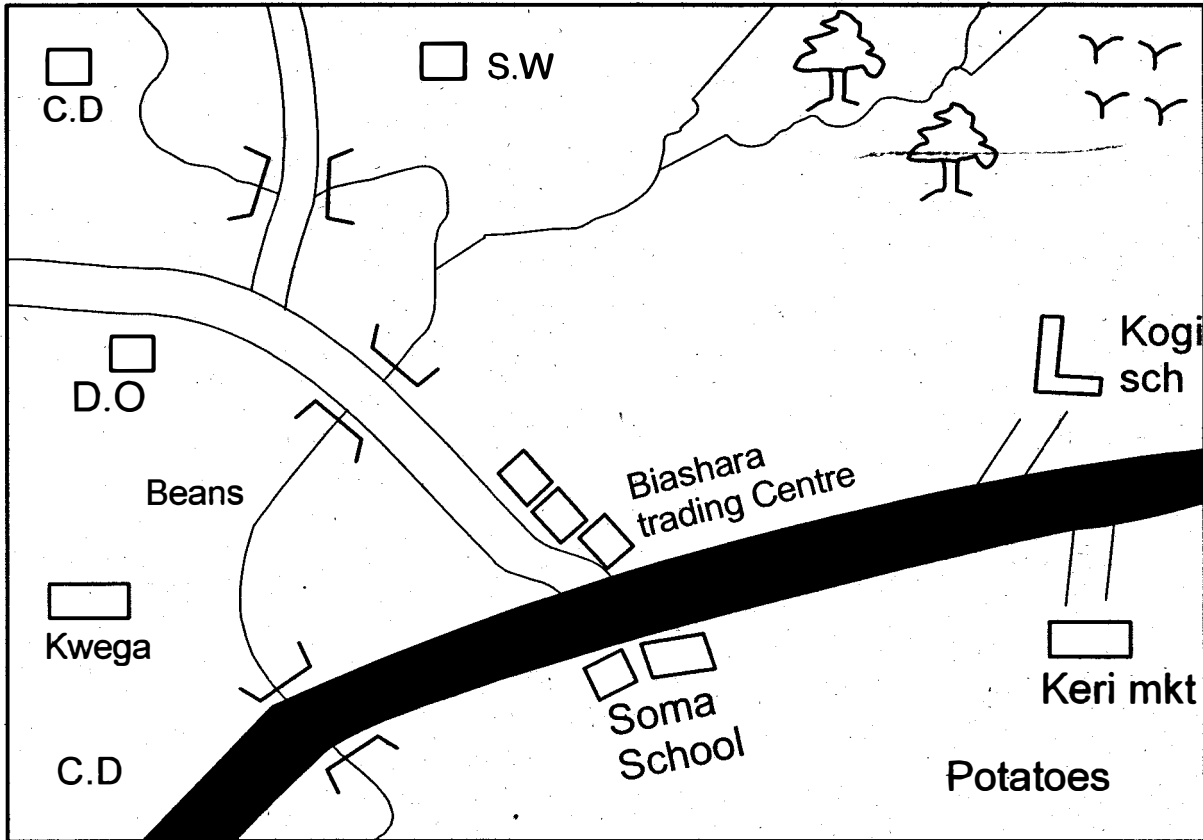 C.D
S.W
D.O
Kogi
sch
Beans
Biashara
trading Centre
Kwega
Soma
School
Keri mkt
C.D
Potatoes